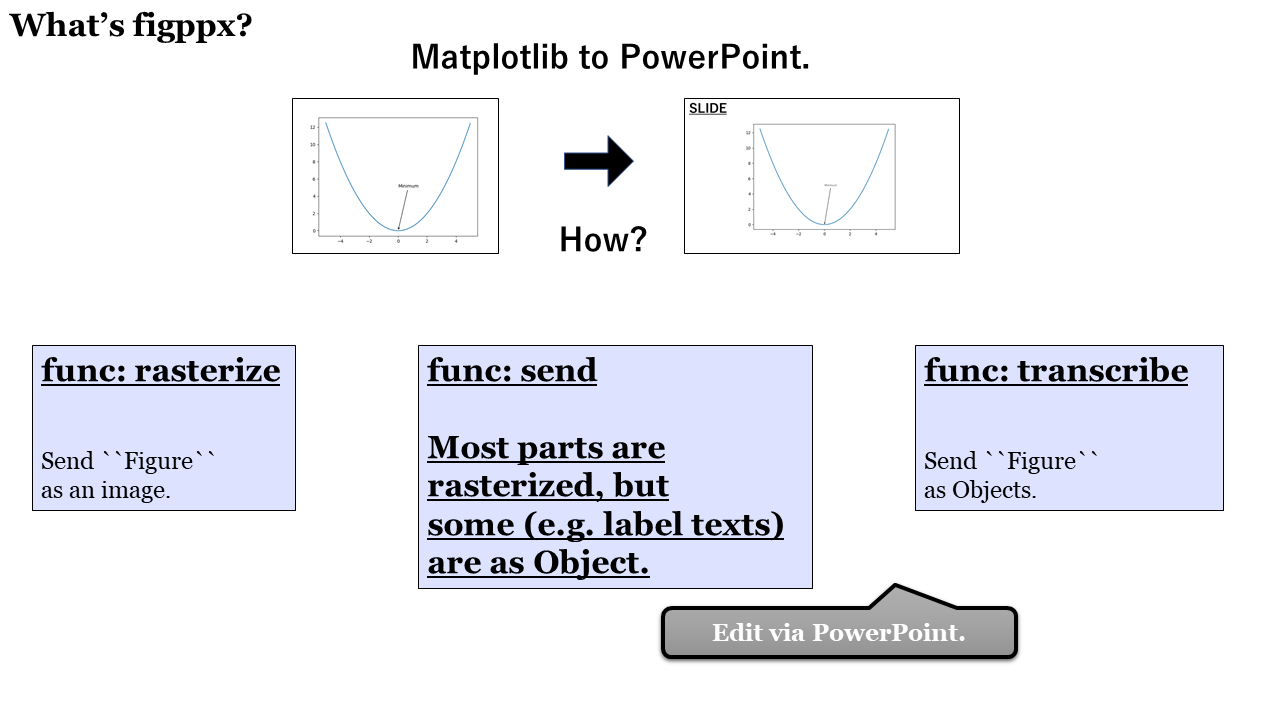 What’s figppx?
Matplotlib to PowerPoint.
12
10
8
6
4
2
0
Minimum
−4 −2 0 2 4
How?
SLIDE
12
10
8
6
4
2
0
Minimum
−4 −2 0 2 4
func: rasterize
Send ``Figure``
as an image.
func: send
Most parts are
rasterized, but
some (e.g. label texts)
are as Object.
func: transcribe
Send ``Figure``
as Objects.
Edit via PowerPoint.